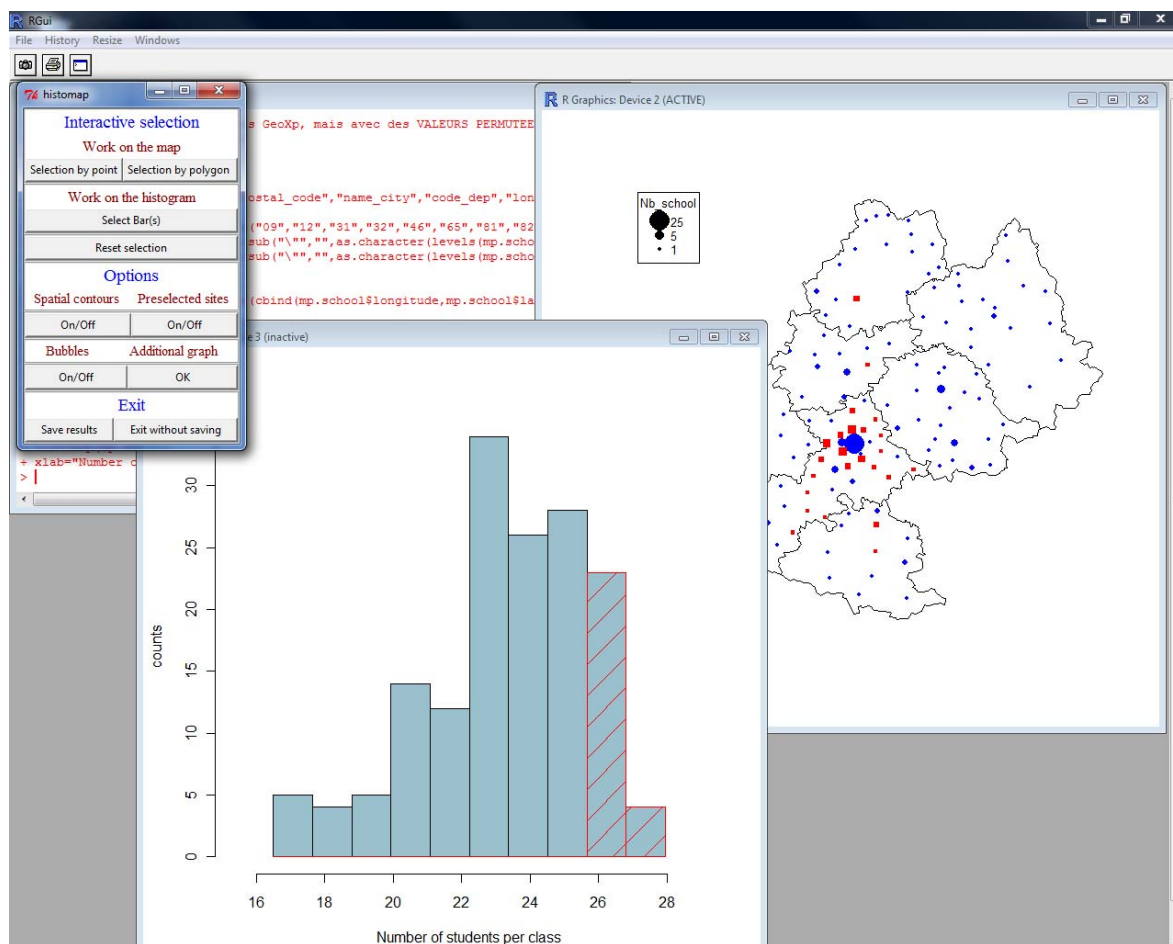 RGui
File History Resize Windows
histomap
Interactive selection
Work on the map
Selection by point Selection by polygon
Work on the histogram
Select Bar(s)
Reset selection
Options
Spatial contours Preselected sites
On/Off On/Off
Bubbles Additional graph
On/Off OK
Exit
Save results Exit without saving
s GeoXp, mais avec des VALEURS PERMUTEE
ostal_code","name_city","code_dep","lon
("09","12","31","32","46","65","81","82
sub("\"","",as.character(levels(mp.scho
sub("\"","",as.character(levels(mp.scho
(cbind(mp.school$longitude,mp.school$la
+ xlab="Number o
>
R Graphics: Device 2 (ACTIVE)
Nb_school
25
5
1
e 3 (inactive)
counts
30
25
20
15
10
5
0
16 18 20 22 24 26 28
Number of students per class